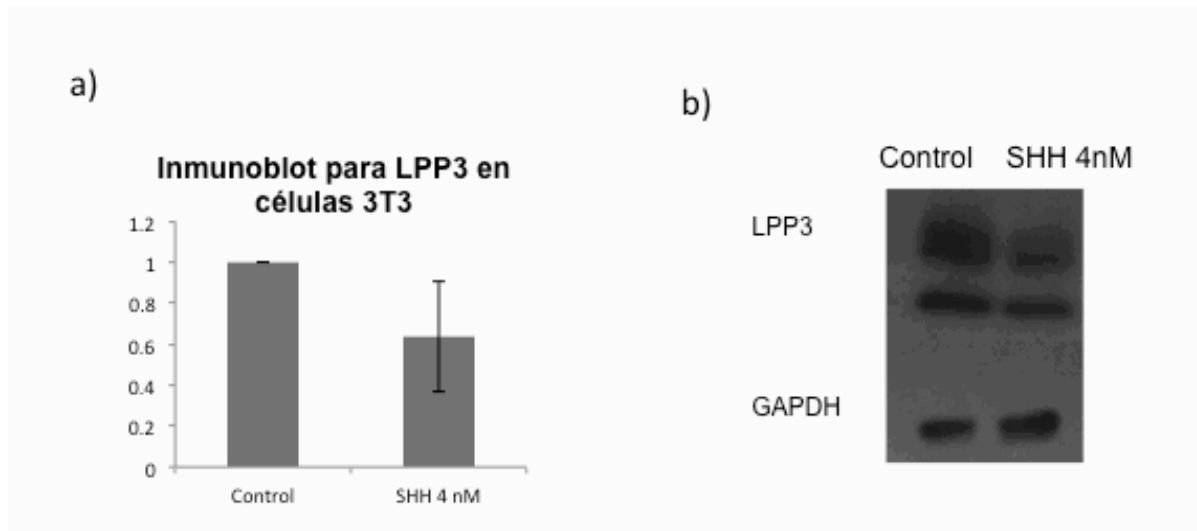 a)
Inmunoblot para LPP3 en
células 3T3
1.2
1
0.8
0.6
0.4
0.2
0
Control
SHH 4 nM
b)
Control SHH 4nM
LPP3
GAPDH